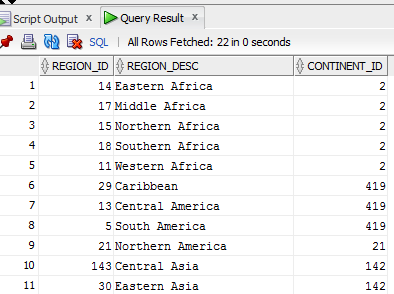 Script Output x Query Result x
SQL | All Rows Fetched: 22 in 0 seconds
REGION_ID REGION_DESC CONTINENT_ID
1 14 Eastern Africa 2
2 17 Middle Africa 2
3 15 Northern Africa 2
4 18 Southern Africa 2
5 11 Western Africa 2
6 29 Caribbean 419
7 13 Central America 419
8 5 South America 419
9 21 Northern America 21
10 143 Central Asia 142
11 30 Eastern Asia 142